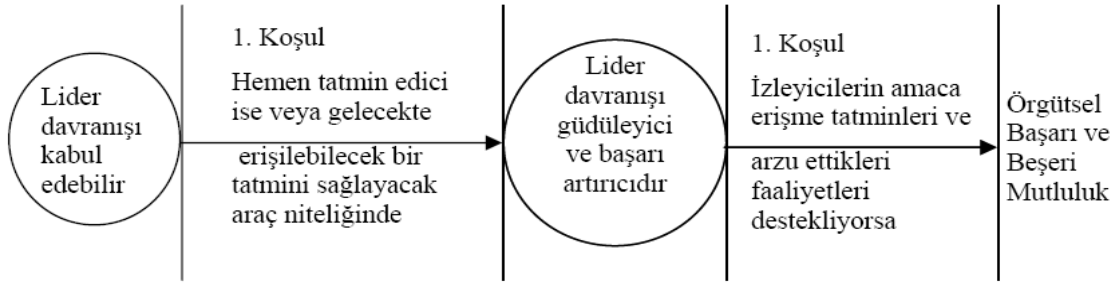 Lider
davranışı
kabul
edebilir
1. Koşul
Hemen tatmin edici
ise veya gelecekte
erişilebilecek bir
tatmini sağlayacak
araç niteliğinde
Lider
davranışı
güdüleyici
ve başarı
artırıcıdır
1. Koşul
İzleyicilerin amaca
erişme tatminleri ve
arzu ettikleri
faaliyetleri
destekliyorsa
Örgütsel
Başarı ve
Beşeri
Mutluluk